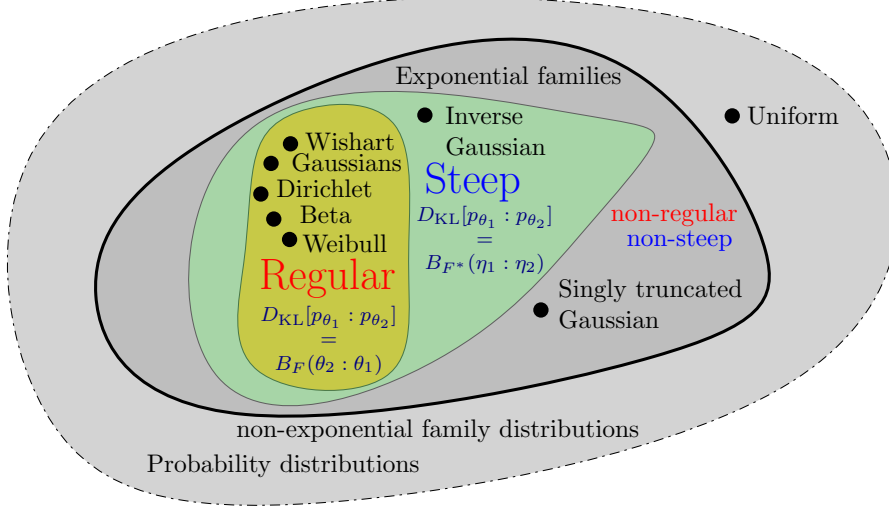 Exponential families
Inverse
Gaussian
Uniform
Wishart
Gaussians
Dirichlet
Beta
Weibull
Regular
D_KL[p_θ₁ : p_θ₂]
=
B_F(θ₂ : θ₁)
Steep
D_KL[p_θ₁ : p_θ₂]
=
B_F*(η₁ : η₂)
non-regular
non-steep
Singly truncated
Gaussian
non-exponential family distributions
Probability distributions